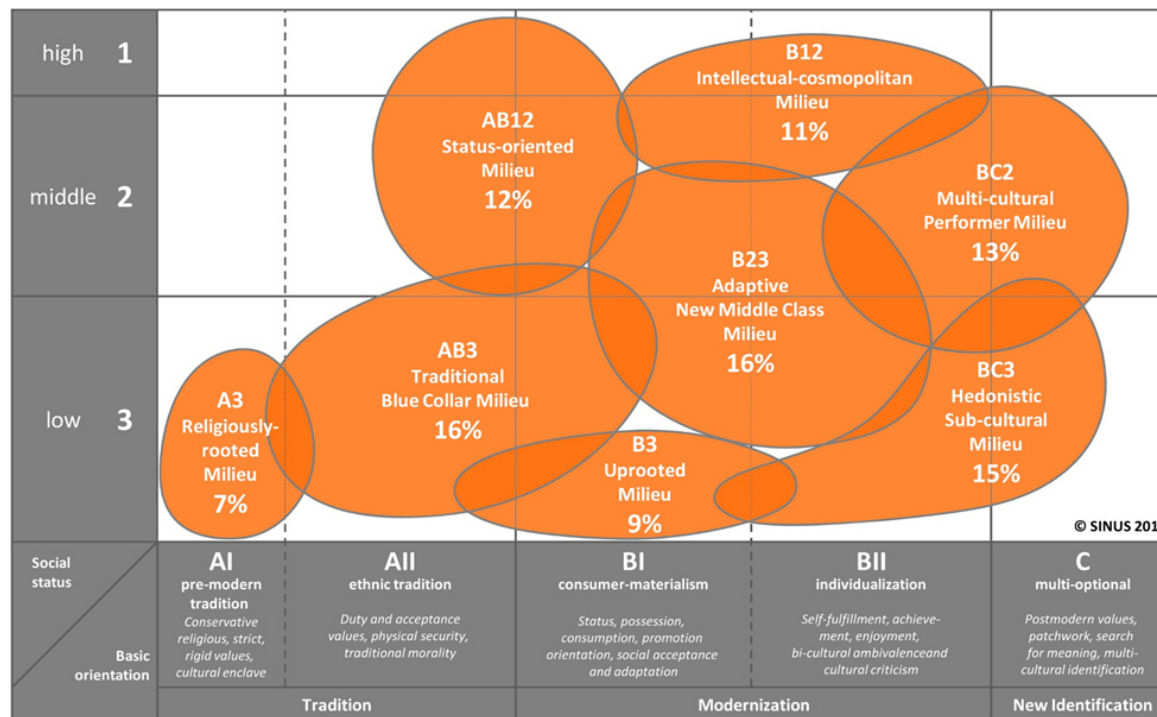 high 1
B12
Intellectual-cosmopolitan
Milieu
11%
AB12
Status-oriented
Milieu
12%
middle 2
BC2
Multi-cultural
Performer Milieu
13%
B23
Adaptive
New Middle Class
Milieu
16%
low 3
AB3
Traditional
Blue Collar Milieu
16%
A3
Religiously-
rooted
Milieu
7%
BC3
Hedonistic
Sub-cultural
Milieu
15%
B3
Uprooted
Milieu
9%
© SINUS 201
Social
status
Basic
orientation
AI
pre-modern
tradition
Conservative
religious, strict,
rigid values,
cultural enclave
AII
ethnic tradition
Duty and acceptance
values, physical security,
traditional morality
BI
consumer-materialism
Status, possession,
consumption, promotion
orientation, social acceptance
and adaptation
BII
individualization
Self-fulfillment, achieve-
ment, enjoyment,
bi-cultural ambivalenceand
cultural criticism
C
multi-optional
Postmodern values,
patchwork, search
for meaning, multi-
cultural identification
Tradition
Modernization
New Identification